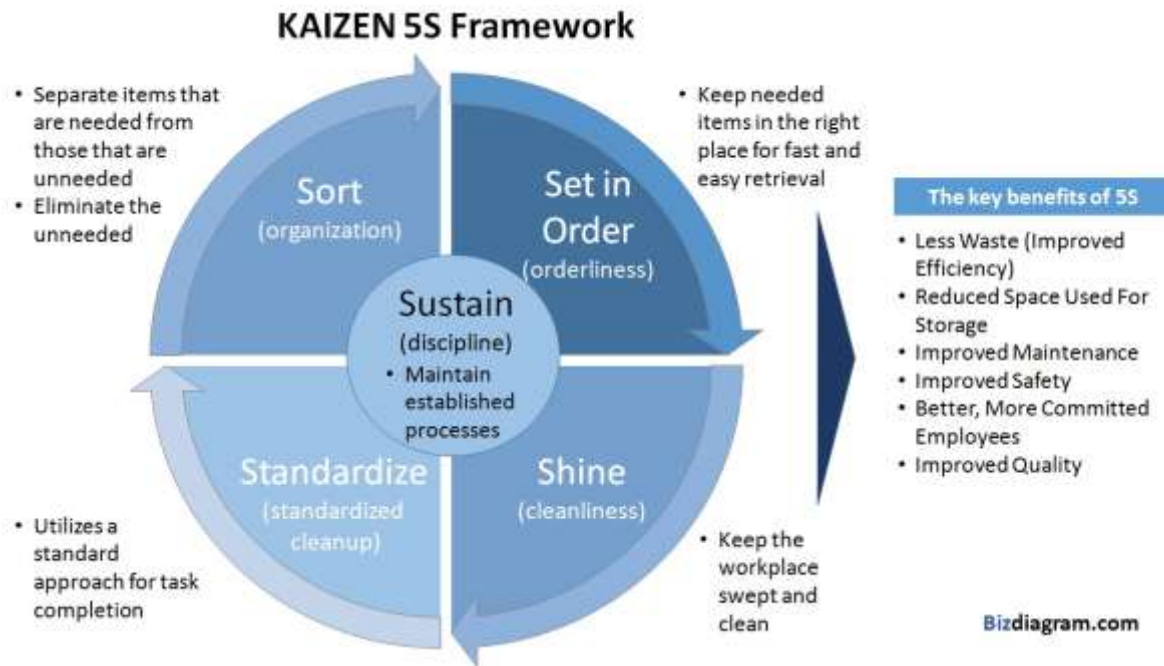 KAIZEN 5S Framework
• Separate items that
are needed from
those that are
unneeded
• Eliminate the
unneeded
Sort
(organization)
Set in
Order
(orderliness)
• Keep needed
items in the right
place for fast and
easy retrieval
Sustain
(discipline)
• Maintain
established
processes
Standardize
(standardized
cleanup)
Shine
(cleanliness)
• Utilizes a
standard
approach for task
completion
• Keep the
workplace
swept and
clean
The key benefits of 5S
• Less Waste (Improved
Efficiency)
• Reduced Space Used For
Storage
• Improved Maintenance
• Improved Safety
• Better, More Committed
Employees
• Improved Quality
Bizdiagram.com